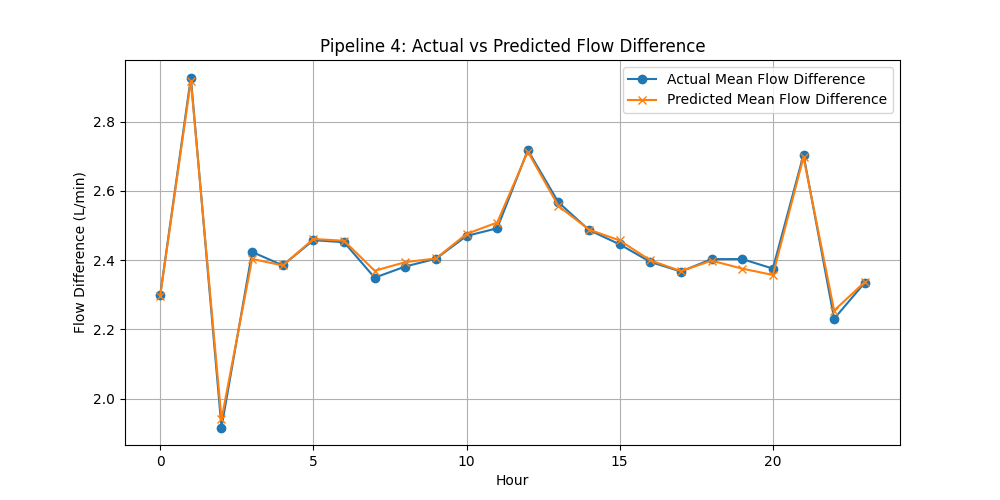 Pipeline 4: Actual vs Predicted Flow Difference
Actual Mean Flow Difference
Predicted Mean Flow Difference
Flow Difference (L/min)
2.8
2.6
2.4
2.2
2.0
0 5 10 15 20
Hour